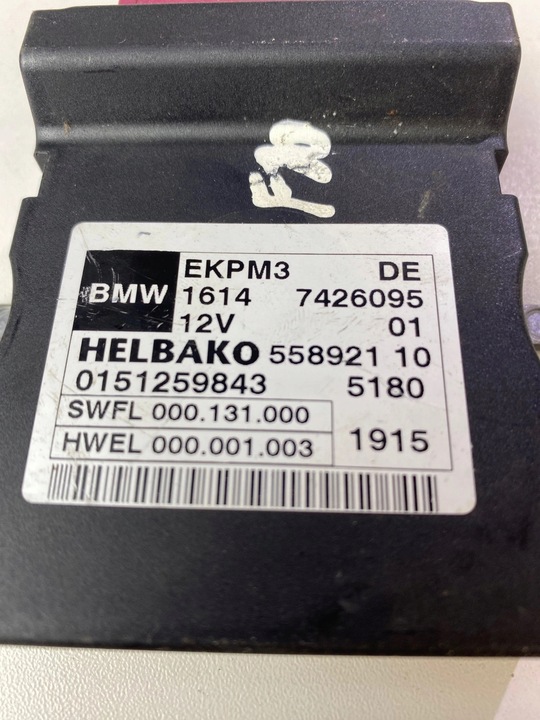 F30
EKPM3 DE
BMW 1614 7426095
12V 01
HELBAKO 558921 10
0151259843 5180
SWFL 000.131.000
HWEL 000.001.003 1915